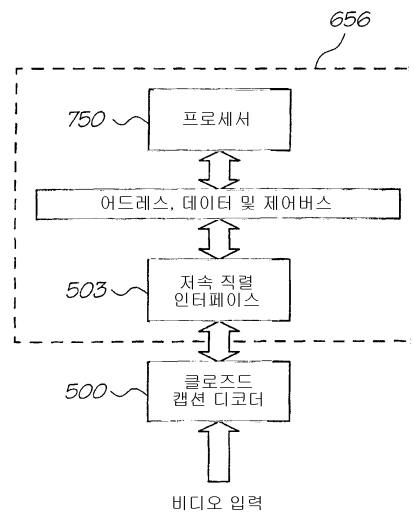 656
750
프로세서
어드레스, 데이터 및 제어버스
503
저속 직렬
인터페이스
500
클로즈드
캡션 디코더
비디오 입력